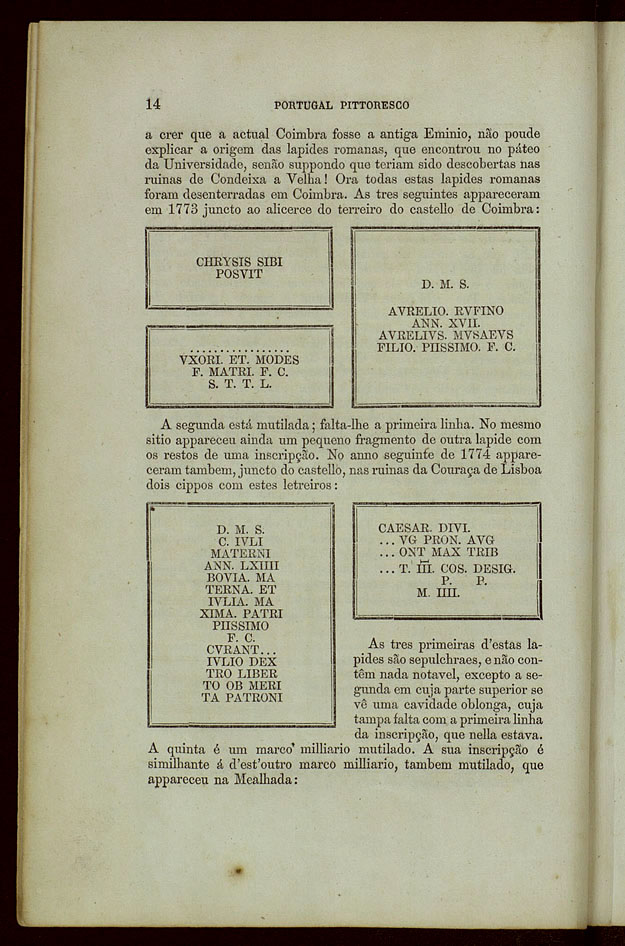 14 PORTUGAL PITTORESCO
a crer que a actual Coimbra fosse a antiga Eminio, não poude
explicar a origem das lapides romanas, que encontrou no páteo
da Universidade, senão suppondo que teriam sido descobertas nas
ruinas de Condeixa a Velha! Ora todas estas lapides romanas
foram desenterradas em Coimbra. As tres seguintes appareceram
em 1773 juncto ao alicerce do terreiro do castello de Coimbra:
CHRYSIS SIBI
POSVIT
................
VXORI. ET. MODES
F. MATRI. F. C.
S. T. T. L.
D. M. S.
AVRELIO. RVFINO
ANN. XVII.
AVRELIVS. MVSAEVS
FILIO. PIISSIMO. F. C.
A segunda está mutilada; falta-lhe a primeira linha. No mesmo
sitio appareceu ainda um pequeno fragmento de outra lapide com
os restos de uma inscripção. No anno seguinte de 1774 appare-
ceram tambem, juncto do castello, nas ruinas da Couraça de Lisboa
dois cippos com estes letreiros:
D. M. S.
C. IVLI
MATERNI
ANN. LXIIII
BOVIA. MA
TERNA. ET
IVLIA. MA
XIMA. PATRI
PIISSIMO
F. C.
CVRANT...
IVLIO DEX
TRO LIBER
TO OB MERI
TA PATRONI
CAESAR. DIVI.
... VG PRON. AVG
... ONT MAX TRIB
... T. III. COS. DESIG.
P. P.
M. IIII.
As tres primeiras d'estas la-
pides são sepulchraes, e não con-
têm nada notavel, excepto a se-
gunda em cuja parte superior se
vê uma cavidade oblonga, cuja
tampa falta com a primeira linha
da inscripção, que nella estava.
A quinta é um marco milliario mutilado. A sua inscripção é
similhante á d'est'outro marco milliario, tambem mutilado, que
appareceu na Mealhada: